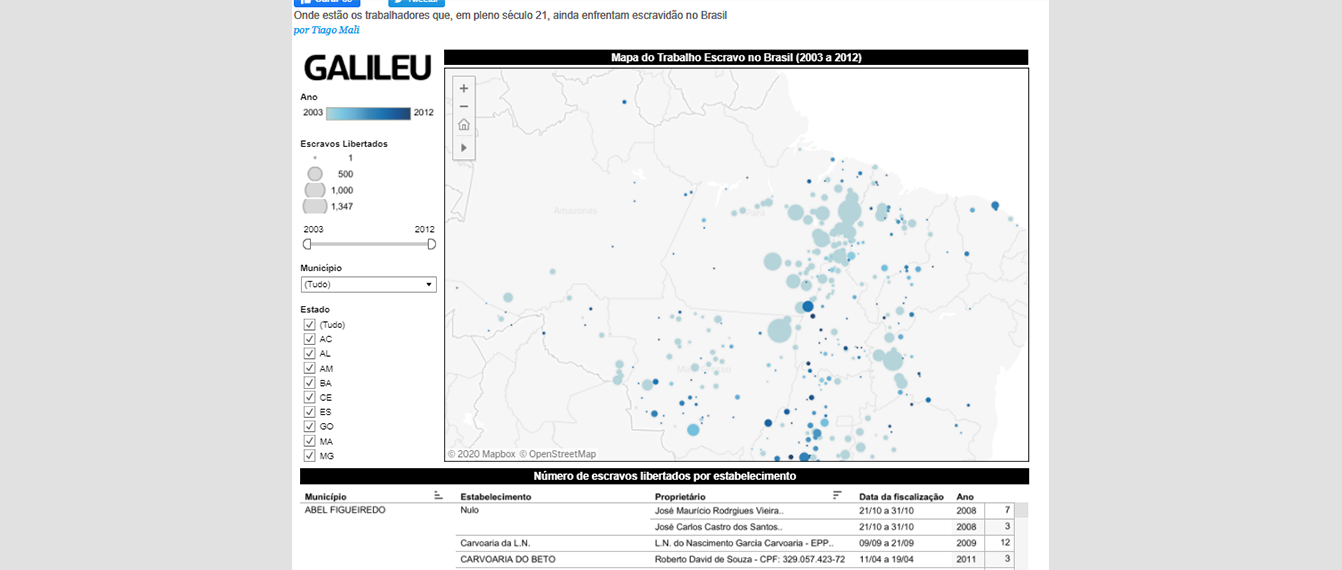 Onde estão os trabalhadores que, em pleno século 21, ainda enfrentam escravidão no Brasil
por Tiago Mali
GALILEU
Mapa do Trabalho Escravo no Brasil (2003 a 2012)
Ano
2003 2012
Escravos Libertados
1
500
1,000
1,347
2003 2012
Município
(Tudo)
Estado
(Tudo)
AC
AL
AM
BA
CE
ES
GO
MA
MG
Amazonas
© 2020 Mapbox © OpenStreetMap
Número de escravos libertados por estabelecimento
Município Estabelecimento Proprietário Data da fiscalização Ano
ABEL FIGUEIREDO Nulo José Maurício Rodrgiues Vieira.. 21/10 a 31/10 2008 7
José Carlos Castro dos Santos.. 21/10 a 31/10 2008 3
Carvoaria da L.N. L.N. do Nascimento Garcia Carvoaria - EPP.. 09/09 a 21/09 2009 12
CARVOARIA DO BETO Roberto David de Souza - CPF: 329.057.423-72 11/04 a 19/04 2011 3